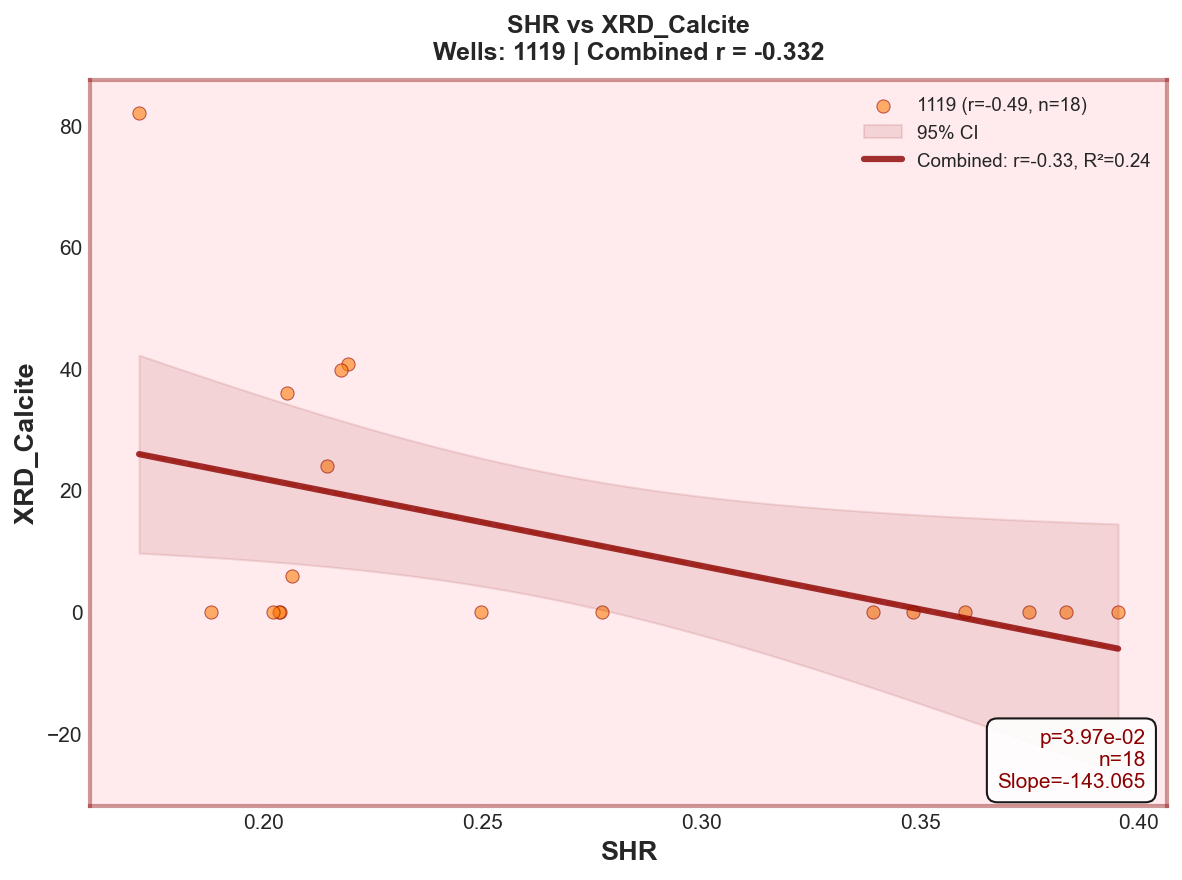 SHR vs XRD_Calcite
Wells: 1119 | Combined r = -0.332
1119 (r=-0.49, n=18)
95% CI
Combined: r=-0.33, R²=0.24
XRD_Calcite
80
60
40
20
0
−20
p=3.97e-02
n=18
Slope=-143.065
0.20
0.25
0.30
0.35
0.40
SHR